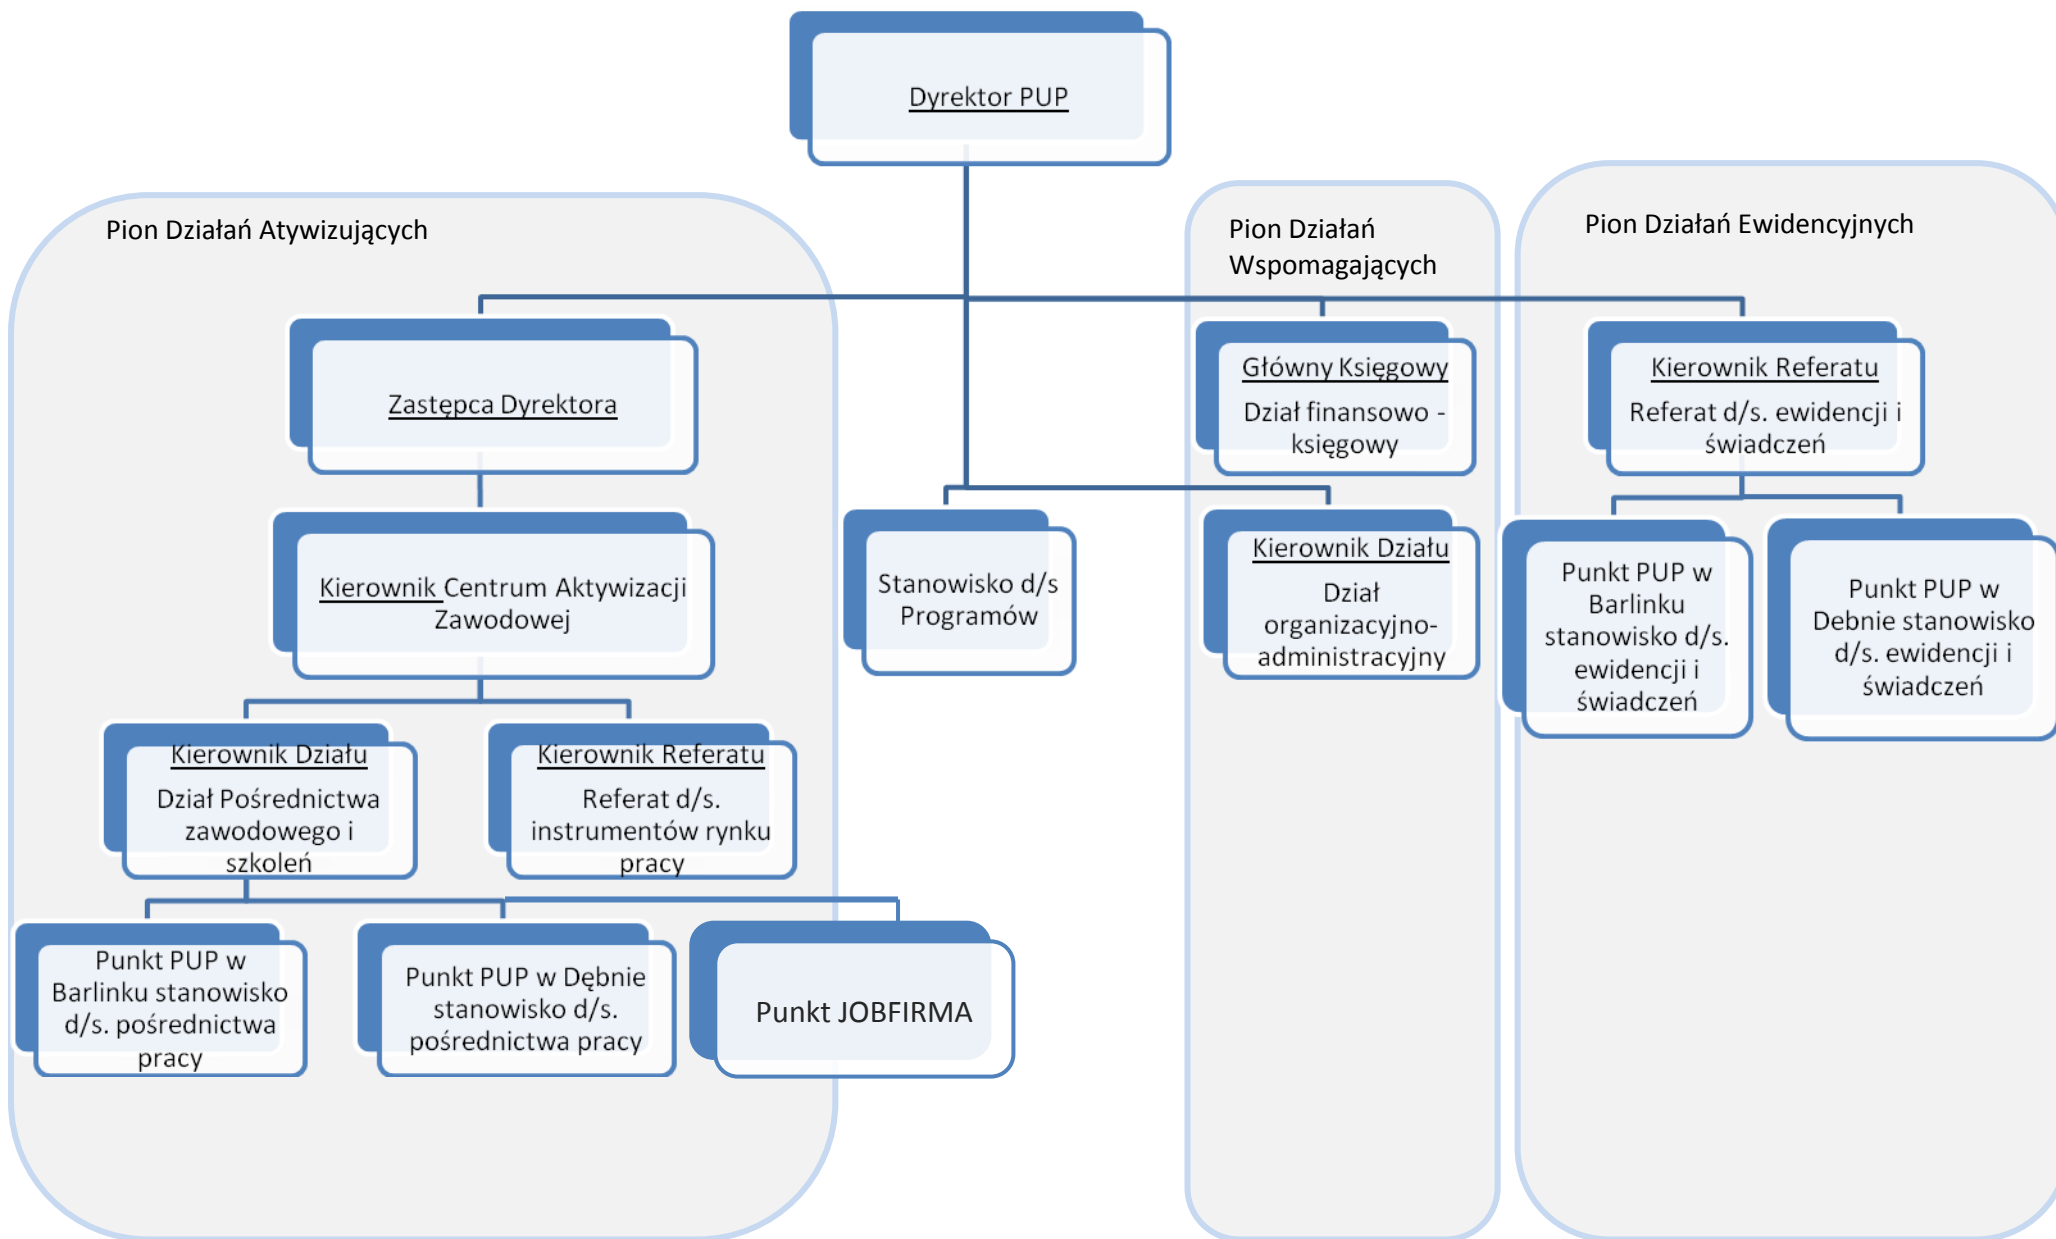 Dyrektor PUP
Pion Działań Atywizujących
Pion Działań
Wspomagających
Pion Działań Ewidencyjnych
Zastępca Dyrektora
Główny Księgowy
Dział finansowo -
księgowy
Kierownik Referatu
Referat d/s. ewidencji i
świadczeń
Kierownik Centrum Aktywizacji
Zawodowej
Stanowisko d/s
Programów
Kierownik Działu
Dział
organizacyjno-
administracyjny
Punkt PUP w
Barlinku
stanowisko d/s.
ewidencji i
świadczeń
Punkt PUP w
Debnie stanowisko
d/s. ewidencji i
świadczeń
Kierownik Działu
Dział Pośrednictwa
zawodowego i
szkoleń
Kierownik Referatu
Referat d/s.
instrumentów rynku
pracy
Punkt PUP w
Barlinku stanowisko
d/s. pośrednictwa
pracy
Punkt PUP w Dębnie
stanowisko d/s.
pośrednictwa pracy
Punkt JOBFIRMA